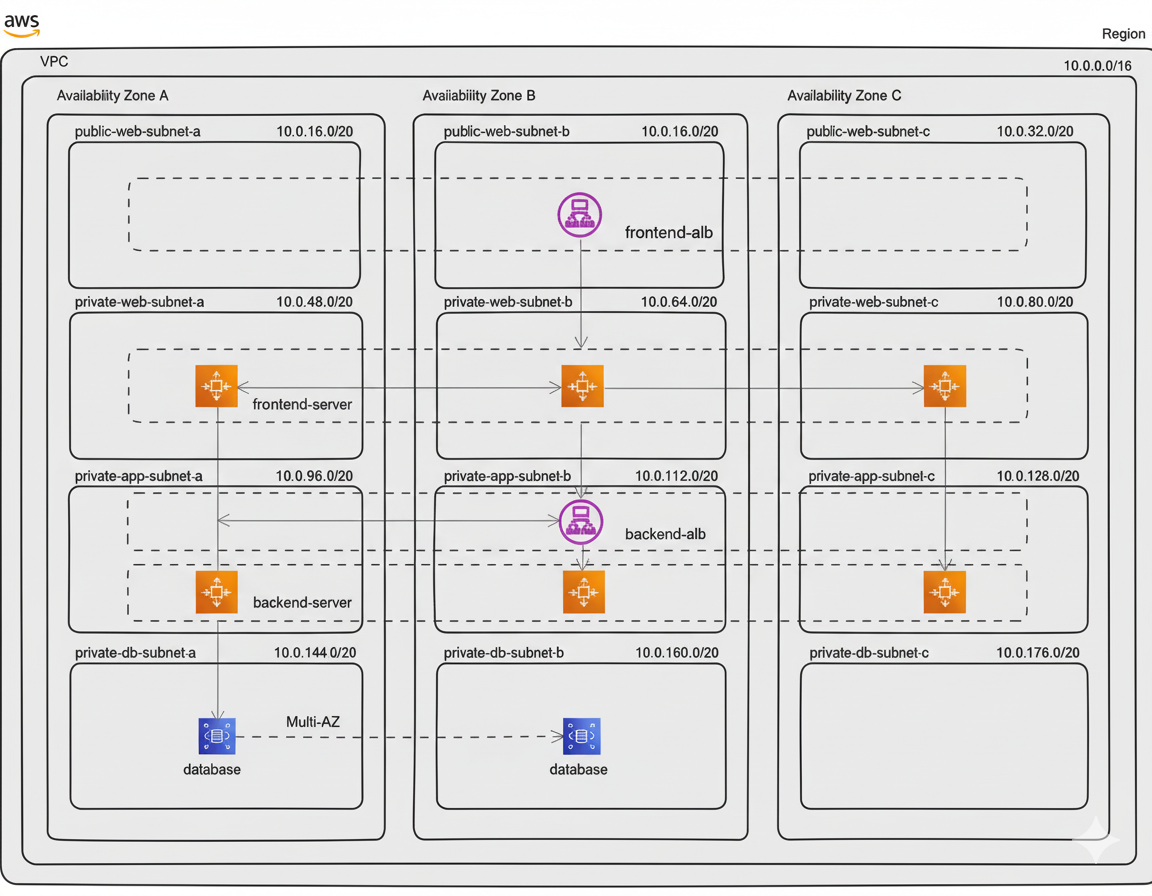 aws
Region
VPC
10.0.0.0/16
Availability Zone A
Availability Zone B
Availability Zone C
public-web-subnet-a
10.0.16.0/20
public-web-subnet-b
10.0.16.0/20
public-web-subnet-c
10.0.32.0/20
frontend-alb
private-web-subnet-a
10.0.48.0/20
private-web-subnet-b
10.0.64.0/20
private-web-subnet-c
10.0.80.0/20
frontend-server
private-app-subnet-a
10.0.96.0/20
private-app-subnet-b
10.0.112.0/20
private-app-subnet-c
10.0.128.0/20
backend-alb
backend-server
private-db-subnet-a
10.0.144 0/20
private-db-subnet-b
10.0.160.0/20
private-db-subnet-c
10.0.176.0/20
Multi-AZ
database
database